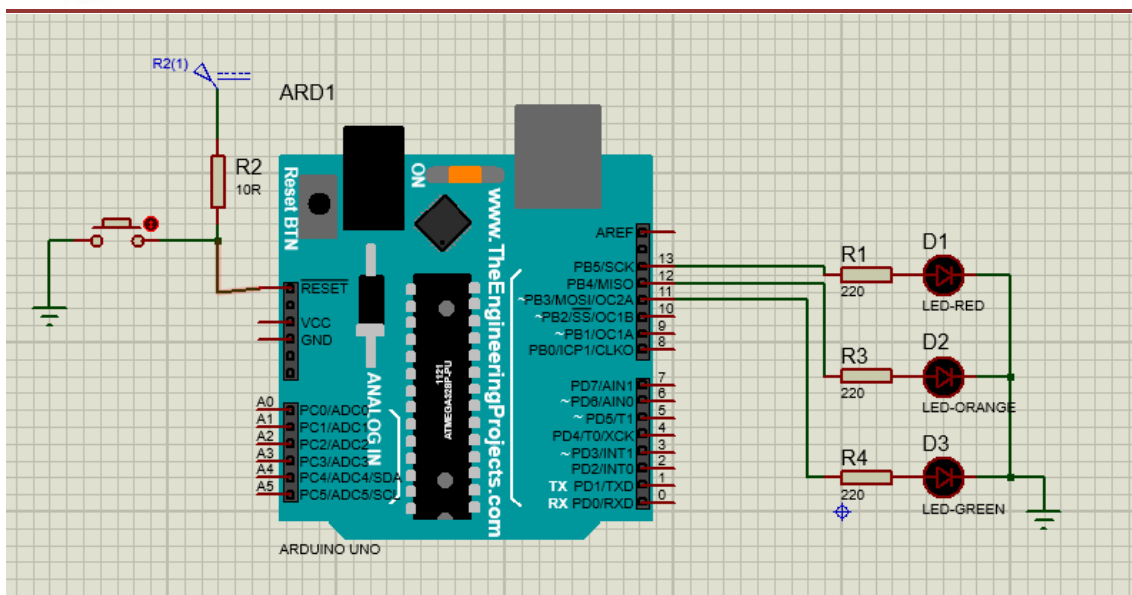 R2(1)
ARD1
R2
10R
Reset BTN
ON
www.TheEngineeringProjects.com
RESET
VCC
GND
ANALOG IN
A0 PC0/ADC0
A1 PC1/ADC1
A2 PC2/ADC2
A3 PC3/ADC3
A4 PC4/ADC4/SDA
A5 PC5/ADC5/SCL
1121
ATMEGA328P-PU
AREF
PB5/SCK 13
PB4/MISO 12
~PB3/MOSI/OC2A 11
~PB2/SS/OC1B 10
~PB1/OC1A 9
PB0/ICP1/CLKO 8
PD7/AIN1 7
~PD6/AIN0 6
~PD5/T1 5
PD4/T0/XCK 4
~PD3/INT1 3
PD2/INT0 2
TX PD1/TXD 1
RX PD0/RXD 0
ARDUINO UNO
R1
220
D1
LED-RED
R3
220
D2
LED-ORANGE
R4
220
D3
LED-GREEN